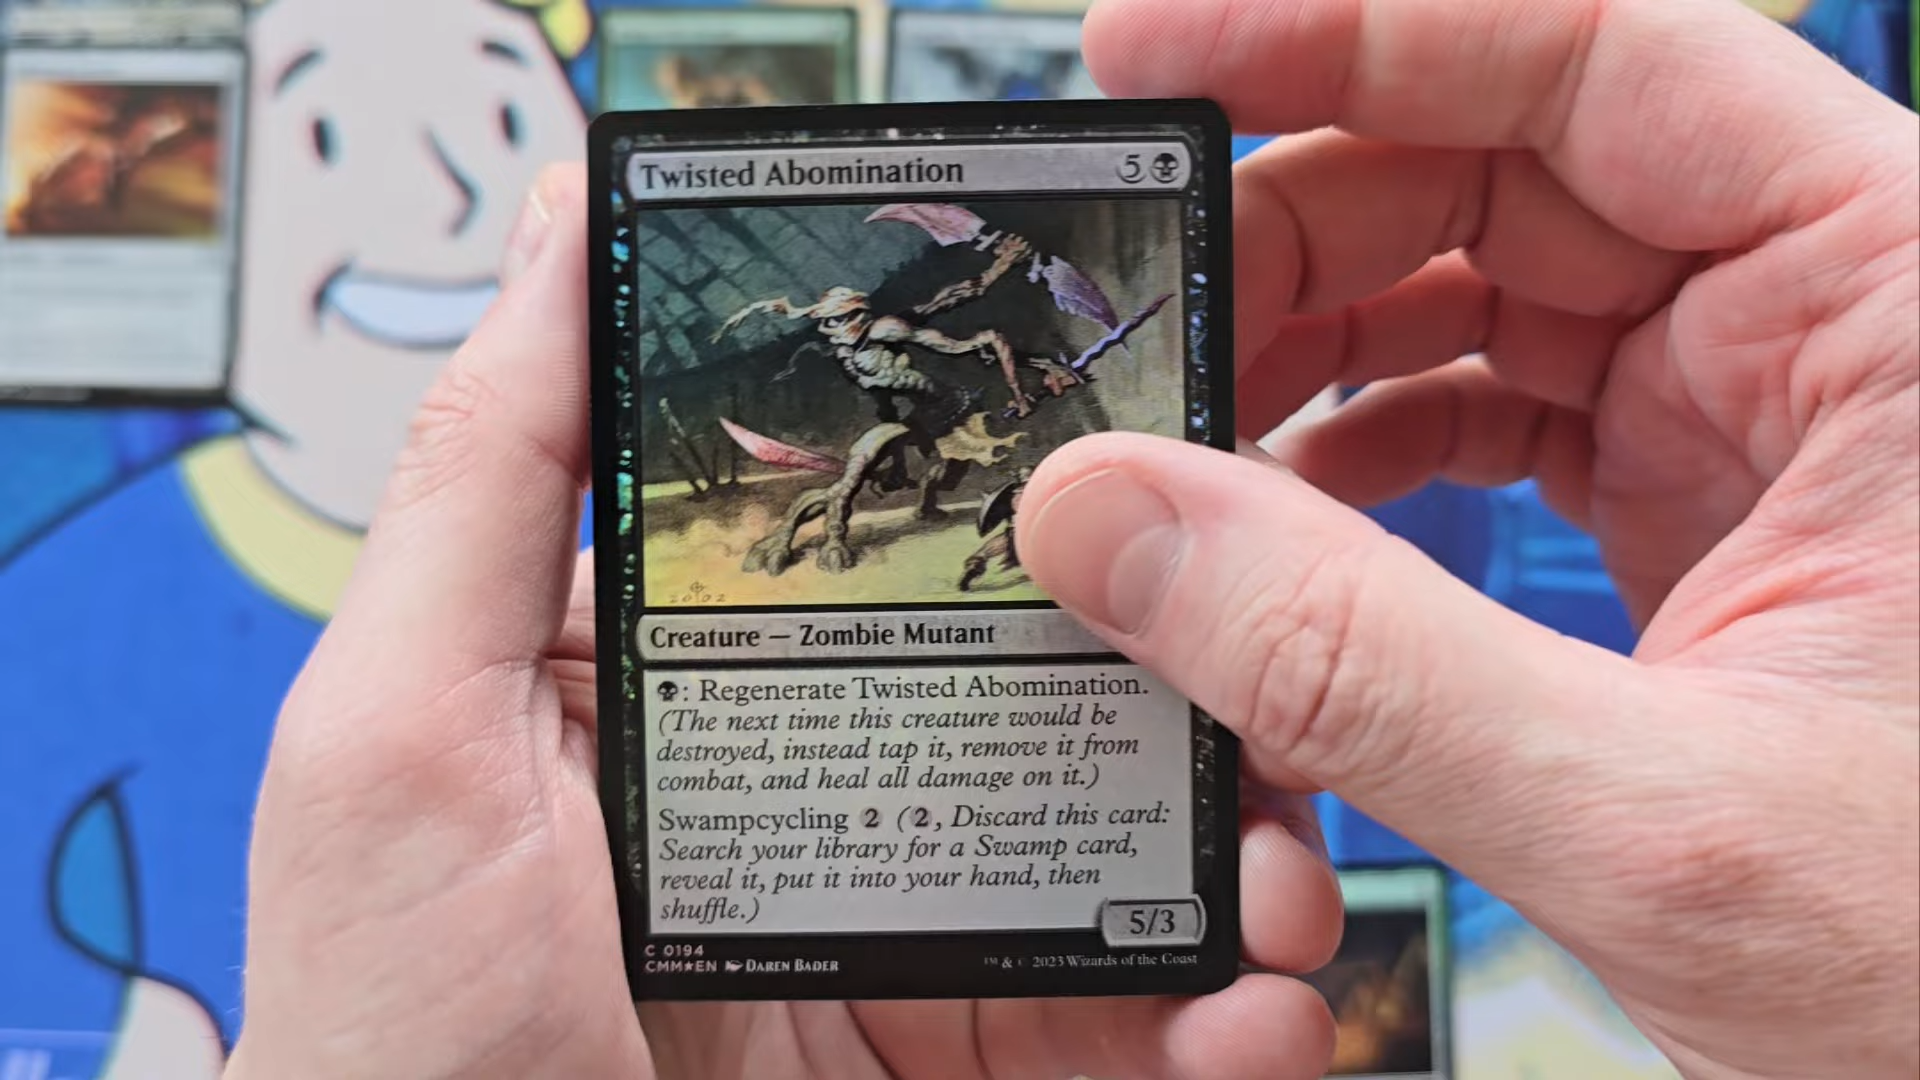 Twisted Abomination 5
2002
Creature — Zombie Mutant
: Regenerate Twisted Abomination.
(The next time this creature would be
destroyed, instead tap it, remove it from
combat, and heal all damage on it.)
Swampcycling 2 (2, Discard this card:
Search your library for a Swamp card,
reveal it, put it into your hand, then
shuffle.)
5/3
C 0194
CMM★EN DAREN BADER
™ & © 2023 Wizards of the Coast